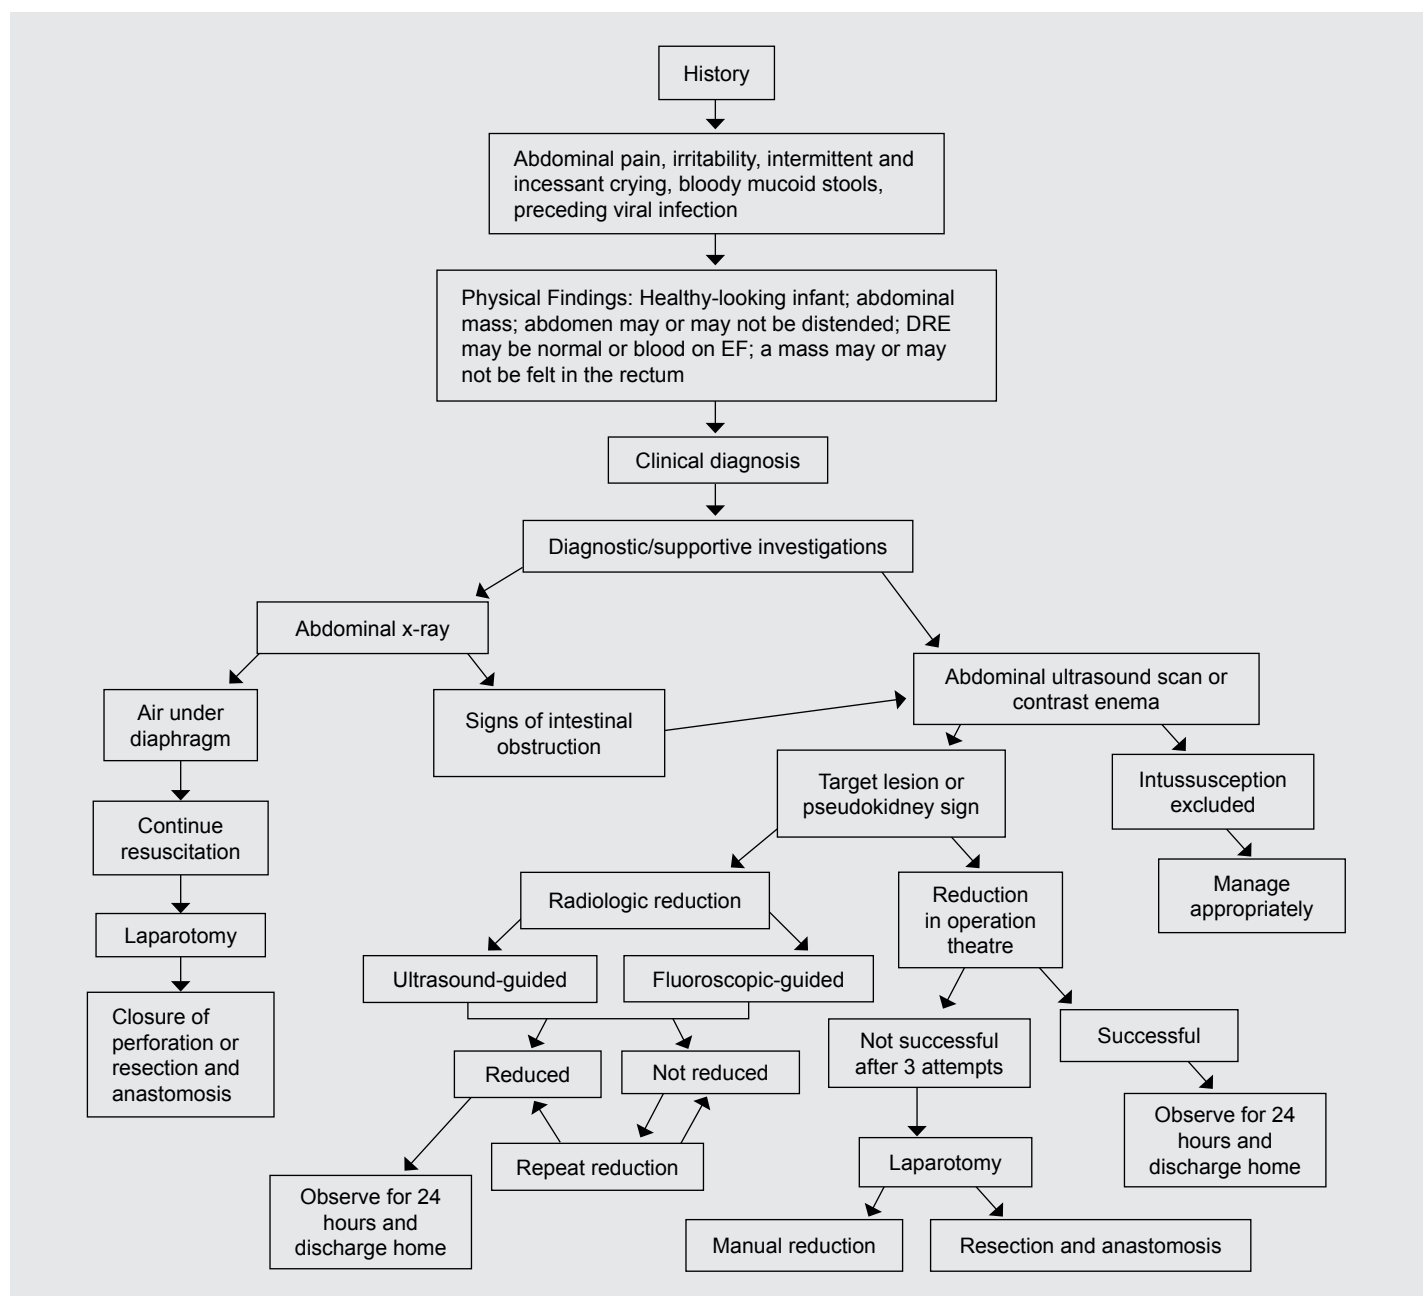 History
Abdominal pain, irritability, intermittent and
incessant crying, bloody mucoid stools,
preceding viral infection
Physical Findings: Healthy-looking infant; abdominal
mass; abdomen may or may not be distended; DRE
may be normal or blood on EF; a mass may or may
not be felt in the rectum
Clinical diagnosis
Diagnostic/supportive investigations
Abdominal x-ray
Abdominal ultrasound scan or
contrast enema
Air under
diaphragm
Signs of intestinal
obstruction
Target lesion or
pseudokidney sign
Intussusception
excluded
Continue
resuscitation
Radiologic reduction
Reduction
in operation
theatre
Manage
appropriately
Laparotomy
Ultrasound-guided
Fluoroscopic-guided
Closure of
perforation or
resection and
anastomosis
Reduced
Not reduced
Not successful
after 3 attempts
Successful
Repeat reduction
Observe for 24
hours and
discharge home
Laparotomy
Observe for 24
hours and
discharge home
Manual reduction
Resection and anastomosis